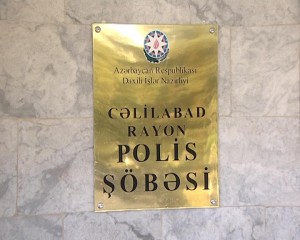 Azərbaycan Respublikası
Daxili İşlər Nazirliyi
CƏLİLABAD
RAYON
POLİS
ŞÖBƏSİ